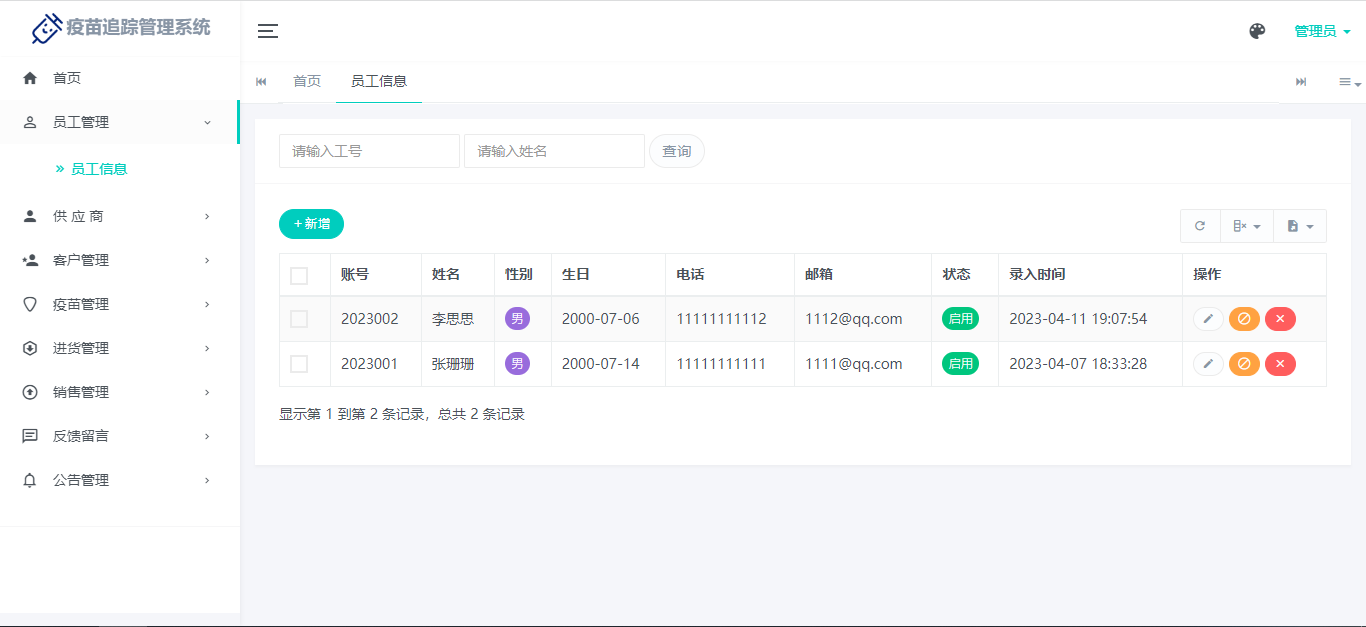 疫苗追踪管理系统
管理员
首页
员工管理
员工信息
供 应 商
客户管理
疫苗管理
进货管理
销售管理
反馈留言
公告管理
首页 员工信息
请输入工号 请输入姓名 查询
+ 新增
账号 姓名 性别 生日 电话 邮箱 状态 录入时间 操作
2023002 李思思 男 2000-07-06 11111111112 1112@qq.com 启用 2023-04-11 19:07:54
2023001 张珊珊 男 2000-07-14 11111111111 1111@qq.com 启用 2023-04-07 18:33:28
显示第 1 到第 2 条记录，总共 2 条记录